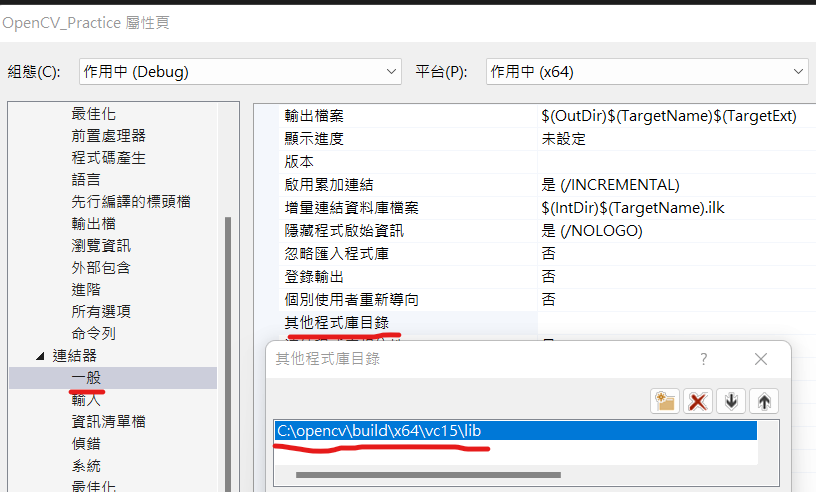 OpenCV_Practice 屬性頁
組態(C): 作用中 (Debug) 平台(P): 作用中 (x64)
最佳化
前置處理器
程式碼產生
語言
先行編譯的標頭檔
輸出檔
瀏覽資訊
外部包含
進階
所有選項
命令列
連結器
一般
輸入
資訊清單檔
偵錯
系統
最佳化
輸出檔案 $(OutDir)$(TargetName)$(TargetExt)
顯示進度 未設定
版本
啟用累加連結 是 (/INCREMENTAL)
增量連結資料庫檔案 $(IntDir)$(TargetName).ilk
隱藏程式啟始資訊 是 (/NOLOGO)
忽略匯入程式庫 否
登錄輸出 否
個別使用者重新導向 否
其他程式庫目錄
其他程式庫目錄
C:\opencv\build\x64\vc15\lib